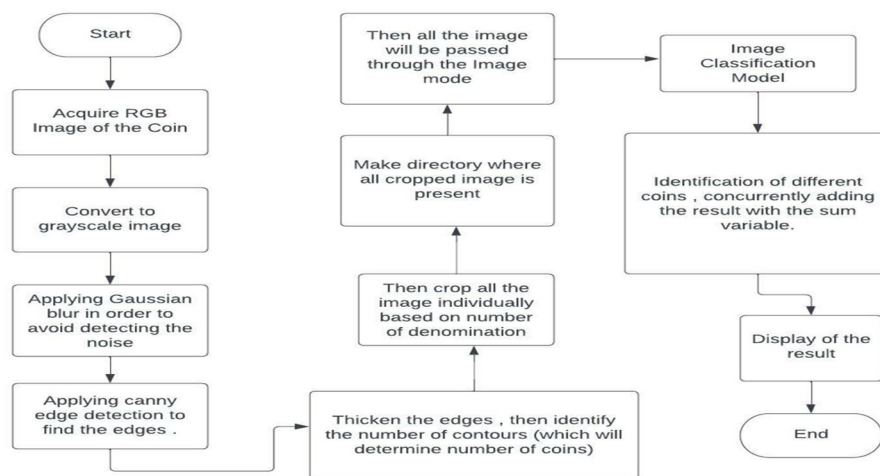 Start
Acquire RGB
Image of the Coin
Convert to
grayscale image
Applying Gaussian
blur in order to
avoid detecting the
noise
Applying canny
edge detection to
find the edges .
Thicken the edges , then identify
the number of contours (which will
determine number of coins)
Then crop all the
image individually
based on number
of denomination
Make directory where
all cropped image is
present
Then all the image
will be passed
through the Image
mode
Image
Classification
Model
Identification of different
coins , concurrently adding
the result with the sum
variable.
Display of the
result
End